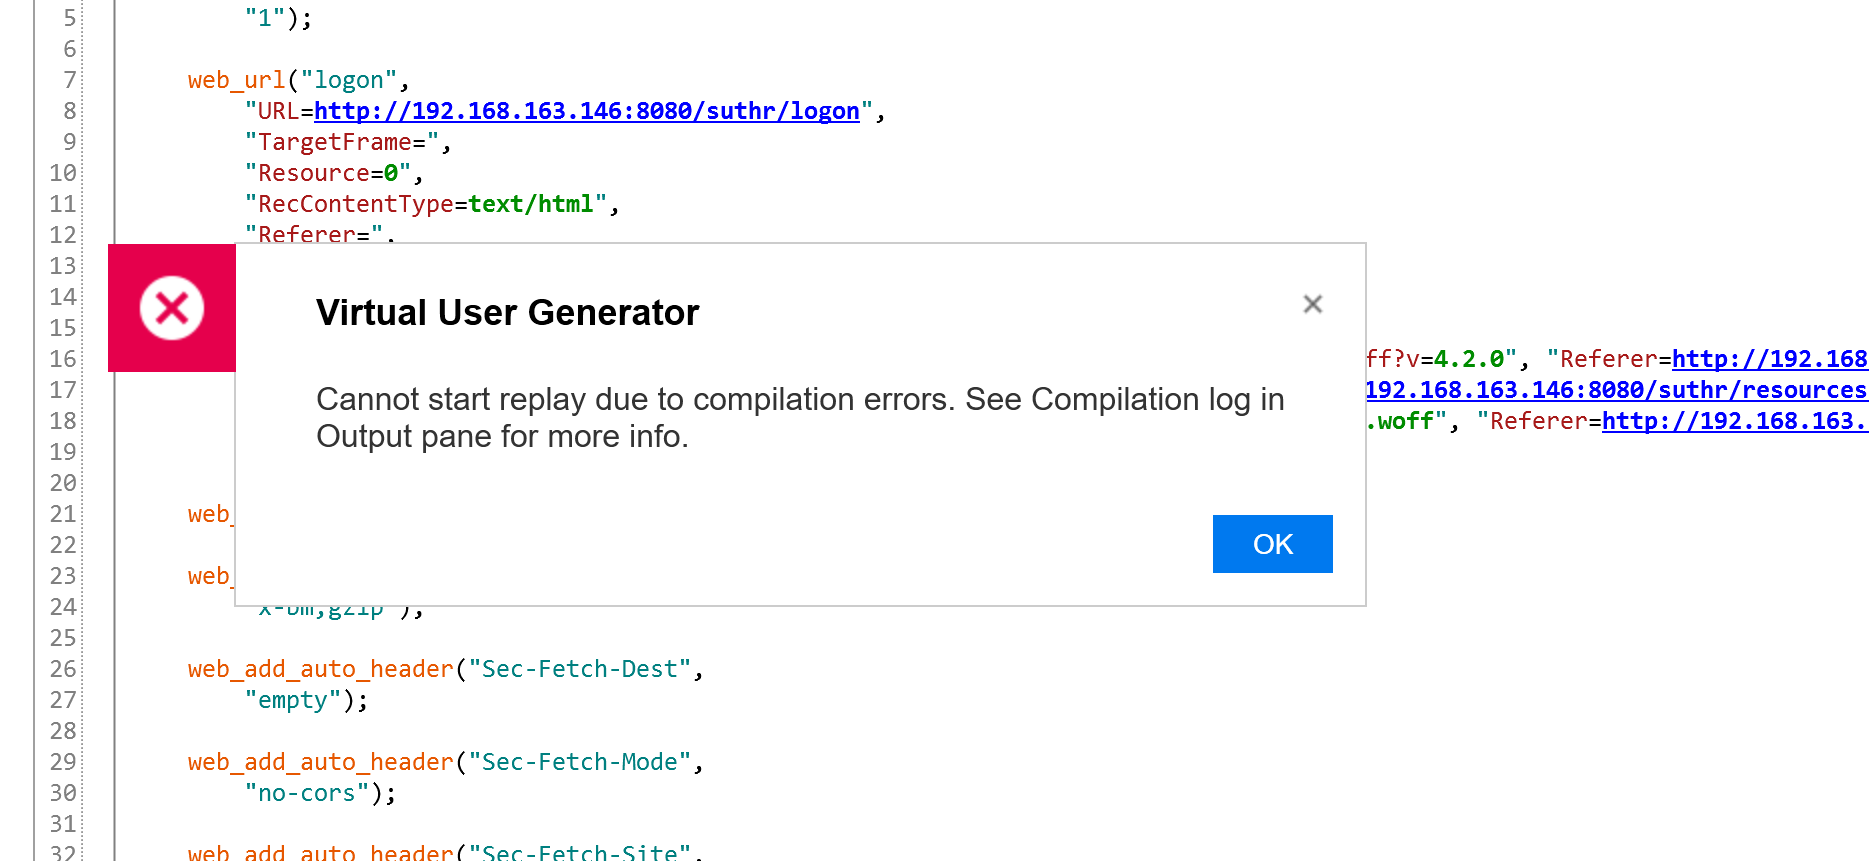 5 "1");
6
7 web_url("logon",
8 "URL=http://192.168.163.146:8080/suthr/logon",
9 "TargetFrame=",
10 "Resource=0",
11 "RecContentType=text/html",
12 "Referer=",
13
14
15
Virtual User Generator
16 ff?v=4.2.0", "Referer=http://192.168
17 192.168.163.146:8080/suthr/resources
Cannot start replay due to compilation errors. See Compilation log in
18 .woff", "Referer=http://192.168.163.
Output pane for more info.
19
20
21 web_
22
OK
23 web_
24 x-bm,gzip");
25
26 web_add_auto_header("Sec-Fetch-Dest",
27 "empty");
28
29 web_add_auto_header("Sec-Fetch-Mode",
30 "no-cors");
31
32 web_add_auto_header("Sec-Fetch-Site",